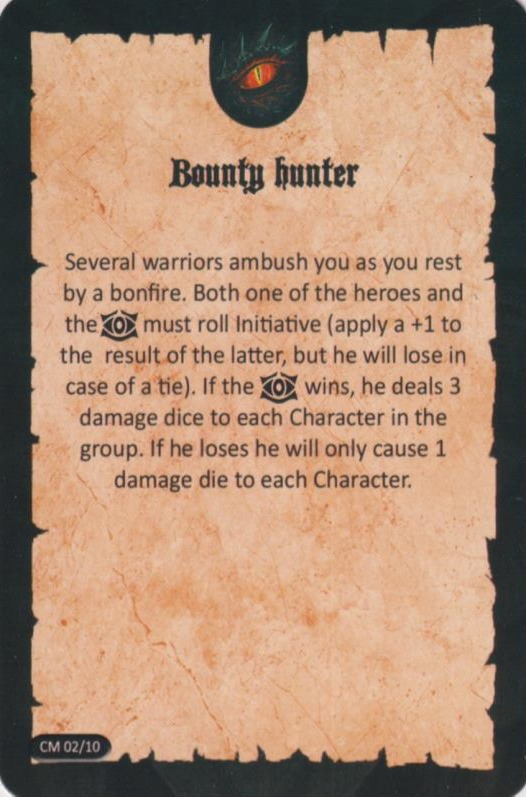 Bounty hunter
Several warriors ambush you as you rest
by a bonfire. Both one of the heroes and
the must roll Initiative (apply a +1 to
the result of the latter, but he will lose in
case of a tie). If the wins, he deals 3
damage dice to each Character in the
group. If he loses he will only cause 1
damage die to each Character.
CM 02/10